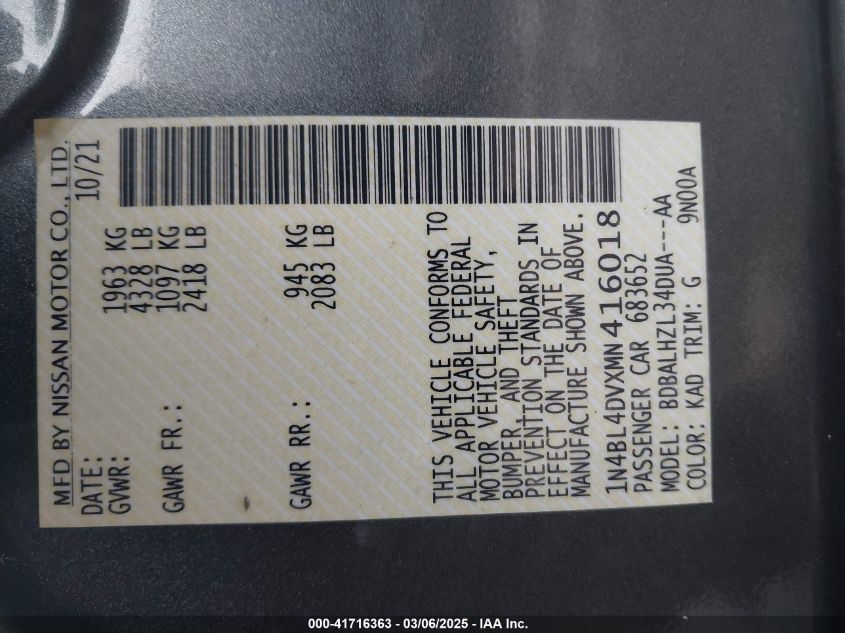 MFD BY NISSAN MOTOR CO., LTD.
DATE: 10/21
GVWR: 1963 KG
4328 LB
GAWR FR.: 1097 KG
2418 LB
GAWR RR.: 945 KG
2083 LB
THIS VEHICLE CONFORMS TO
ALL APPLICABLE FEDERAL
MOTOR VEHICLE SAFETY,
BUMPER, AND THEFT
PREVENTION STANDARDS IN
EFFECT ON THE DATE OF
MANUFACTURE SHOWN ABOVE.
1N4BL4DVXMN416018
PASSENGER CAR 683652
MODEL: BDBALHZL34DUA---AA
COLOR: KAD TRIM: G 9N00A
000-41716363 - 03/06/2025 - IAA Inc.